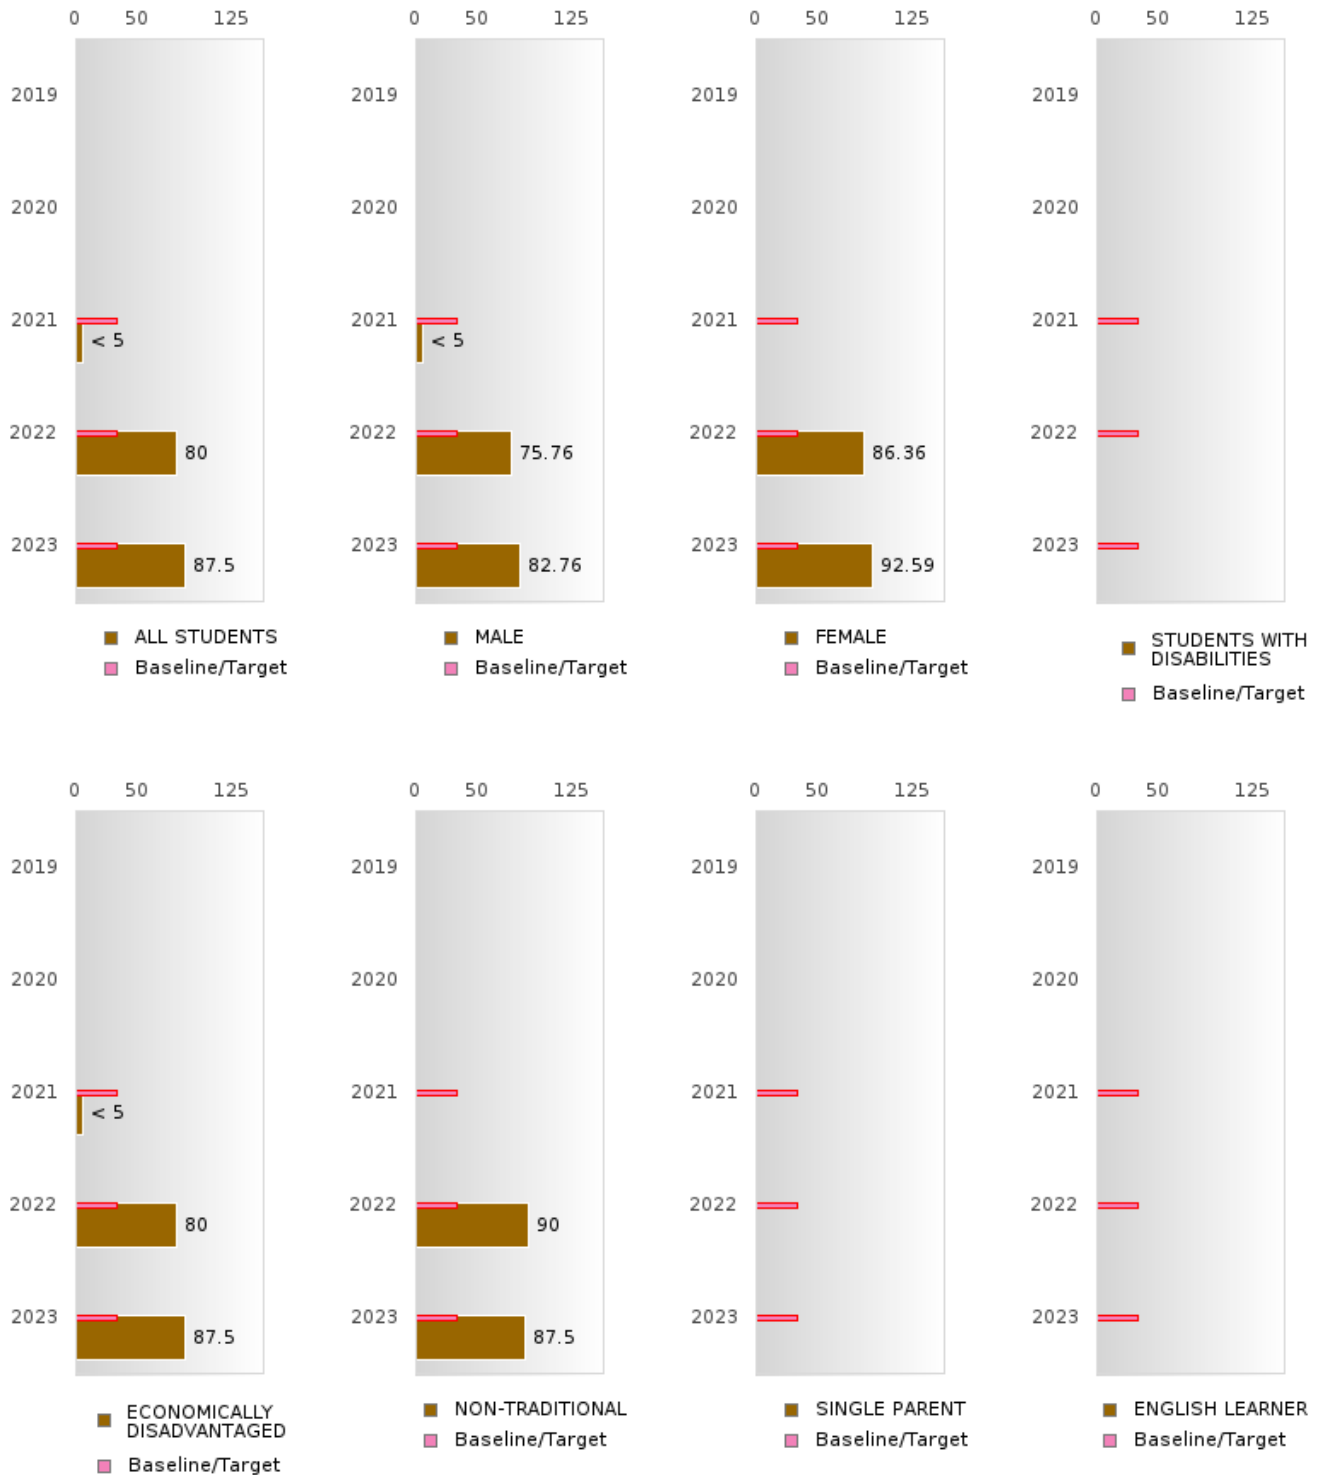 0 50 125 0 50 125 0 50 125 0 50 125
2019 2019 2019 2019
2020 2020 2020 2020
2021 2021 2021 2021
< 5 < 5
2022 2022 2022 2022
80 75.76 86.36
2023 2023 2023 2023
87.5 82.76 92.59
ALL STUDENTS MALE FEMALE STUDENTS WITH
DISABILITIES
Baseline/Target Baseline/Target Baseline/Target Baseline/Target
0 50 125 0 50 125 0 50 125 0 50 125
2019 2019 2019 2019
2020 2020 2020 2020
2021 2021 2021 2021
< 5
2022 2022 2022 2022
80 90
2023 2023 2023 2023
87.5 87.5
ECONOMICALLY NON-TRADITIONAL SINGLE PARENT ENGLISH LEARNER
DISADVANTAGED
Baseline/Target Baseline/Target Baseline/Target Baseline/Target